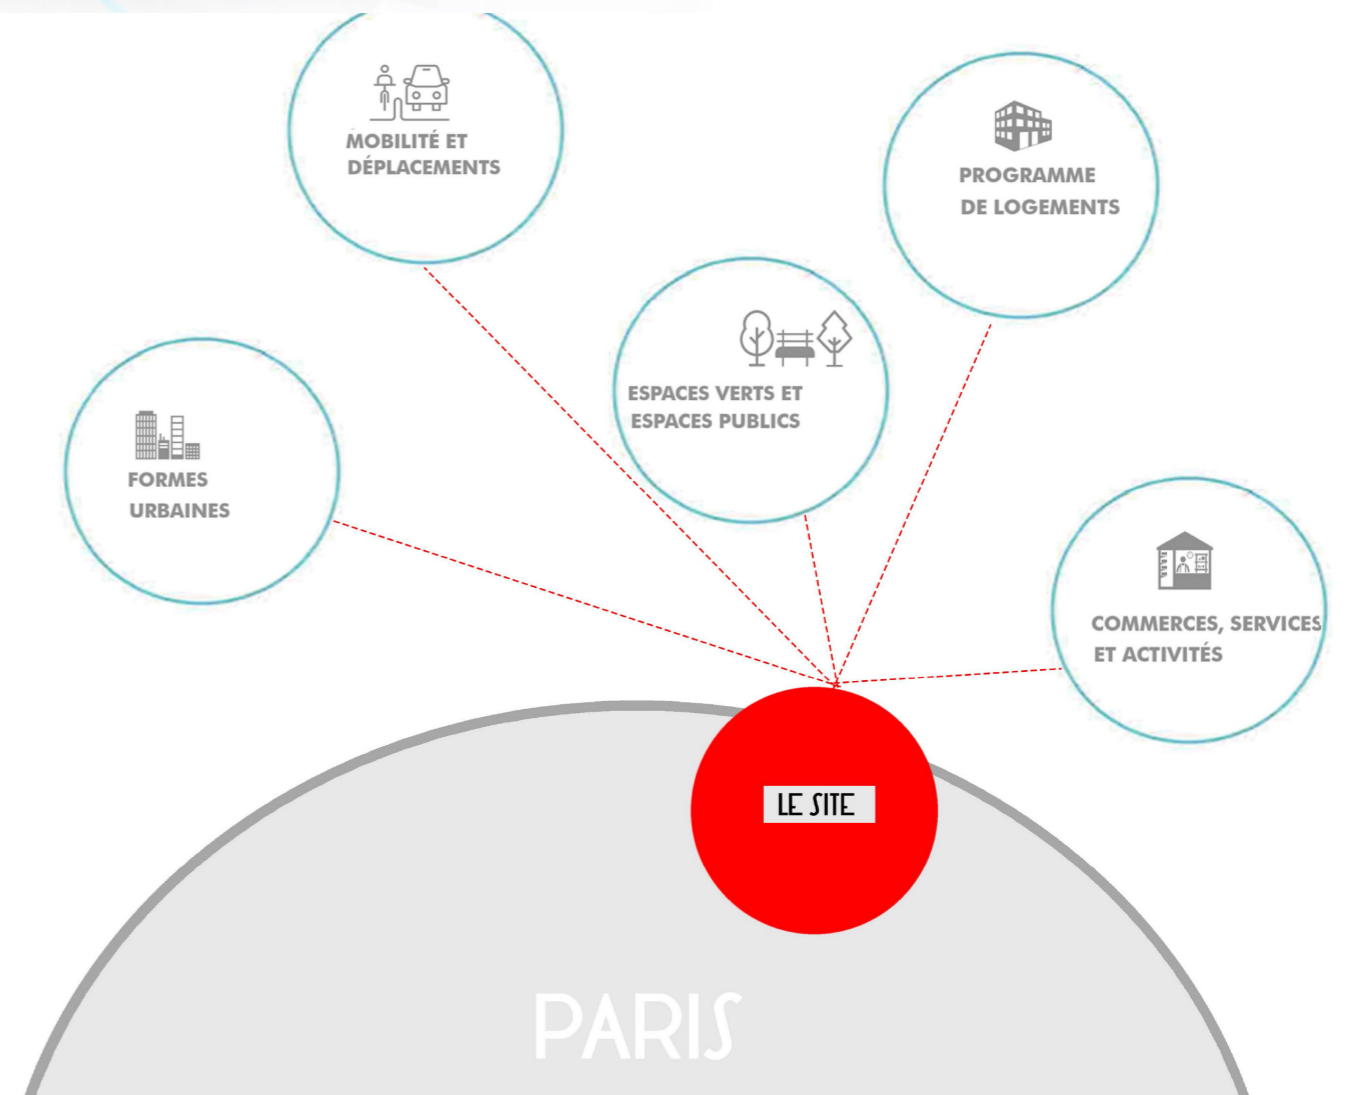 MOBILITÉ ET
DÉPLACEMENTS
PROGRAMME
DE LOGEMENTS
ESPACES VERTS ET
ESPACES PUBLICS
FORMES
URBAINES
COMMERCES, SERVICES
ET ACTIVITÉS
LE SITE
PARIS